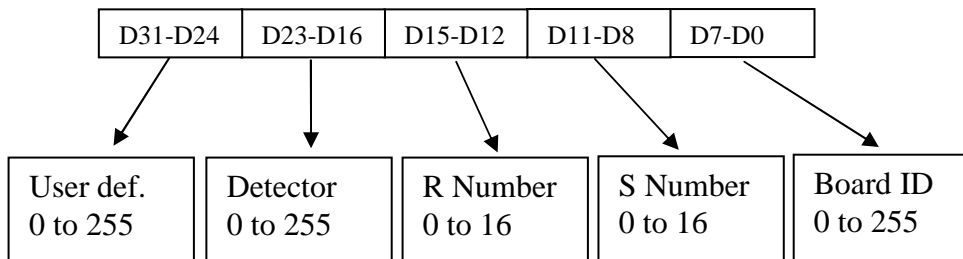 D31-D24 D23-D16 D15-D12 D11-D8 D7-D0
User def. Detector R Number S Number Board ID
0 to 255 0 to 255 0 to 16 0 to 16 0 to 255